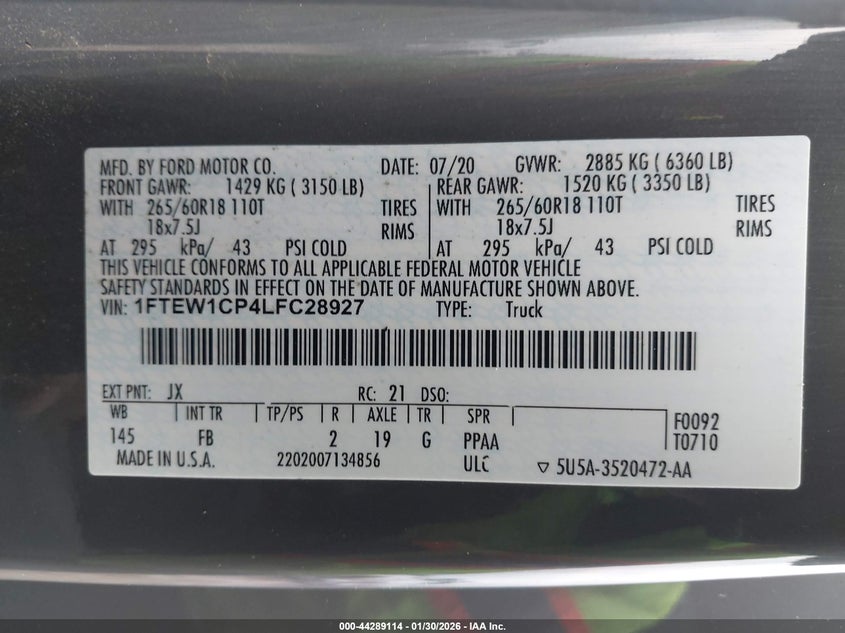 MFD. BY FORD MOTOR CO. DATE: 07/20 GVWR: 2885 KG ( 6360 LB)
FRONT GAWR: 1429 KG ( 3150 LB) REAR GAWR: 1520 KG ( 3350 LB)
WITH 265/60R18 110T TIRES WITH 265/60R18 110T TIRES
18x7.5J RIMS 18x7.5J RIMS
AT 295 kPa/ 43 PSI COLD AT 295 kPa/ 43 PSI COLD
THIS VEHICLE CONFORMS TO ALL APPLICABLE FEDERAL MOTOR VEHICLE
SAFETY STANDARDS IN EFFECT ON THE DATE OF MANUFACTURE SHOWN ABOVE.
VIN: 1FTEW1CP4LFC28927 TYPE: Truck
EXT PNT: JX RC: 21 DSO:
WB INT TR TP/PS R AXLE TR SPR F0092
145 FB 2 19 G PPAA T0710
MADE IN U.S.A. 2202007134856 ULC 5U5A-3520472-AA
000-44289114 - 01/30/2026 - IAA Inc.